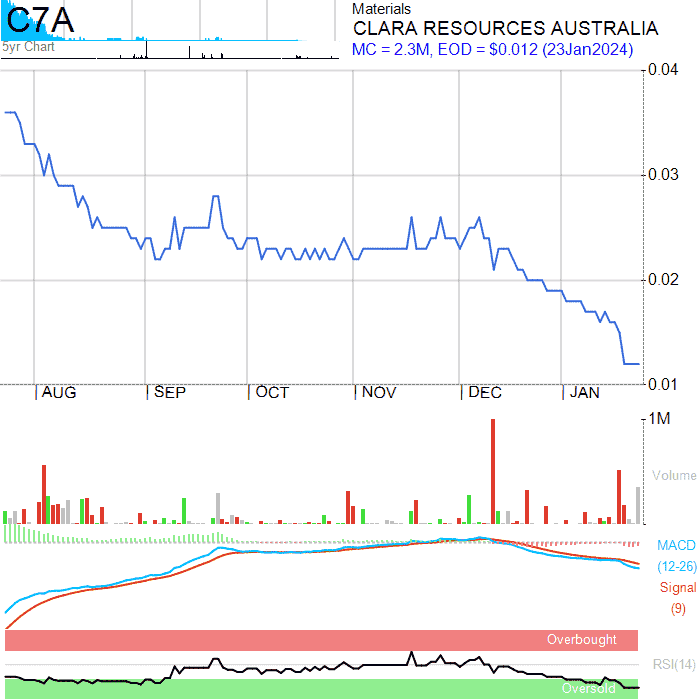 C7A
5yr Chart
Materials
CLARA RESOURCES AUSTRALIA
MC = 2.3M, EOD = $0.012 (23Jan2024)
0.04
0.03
0.02
0.01
AUG SEP OCT NOV DEC JAN
1M
Volume
MACD
(12-26)
Signal
(9)
Overbought
RSI(14)
Oversold